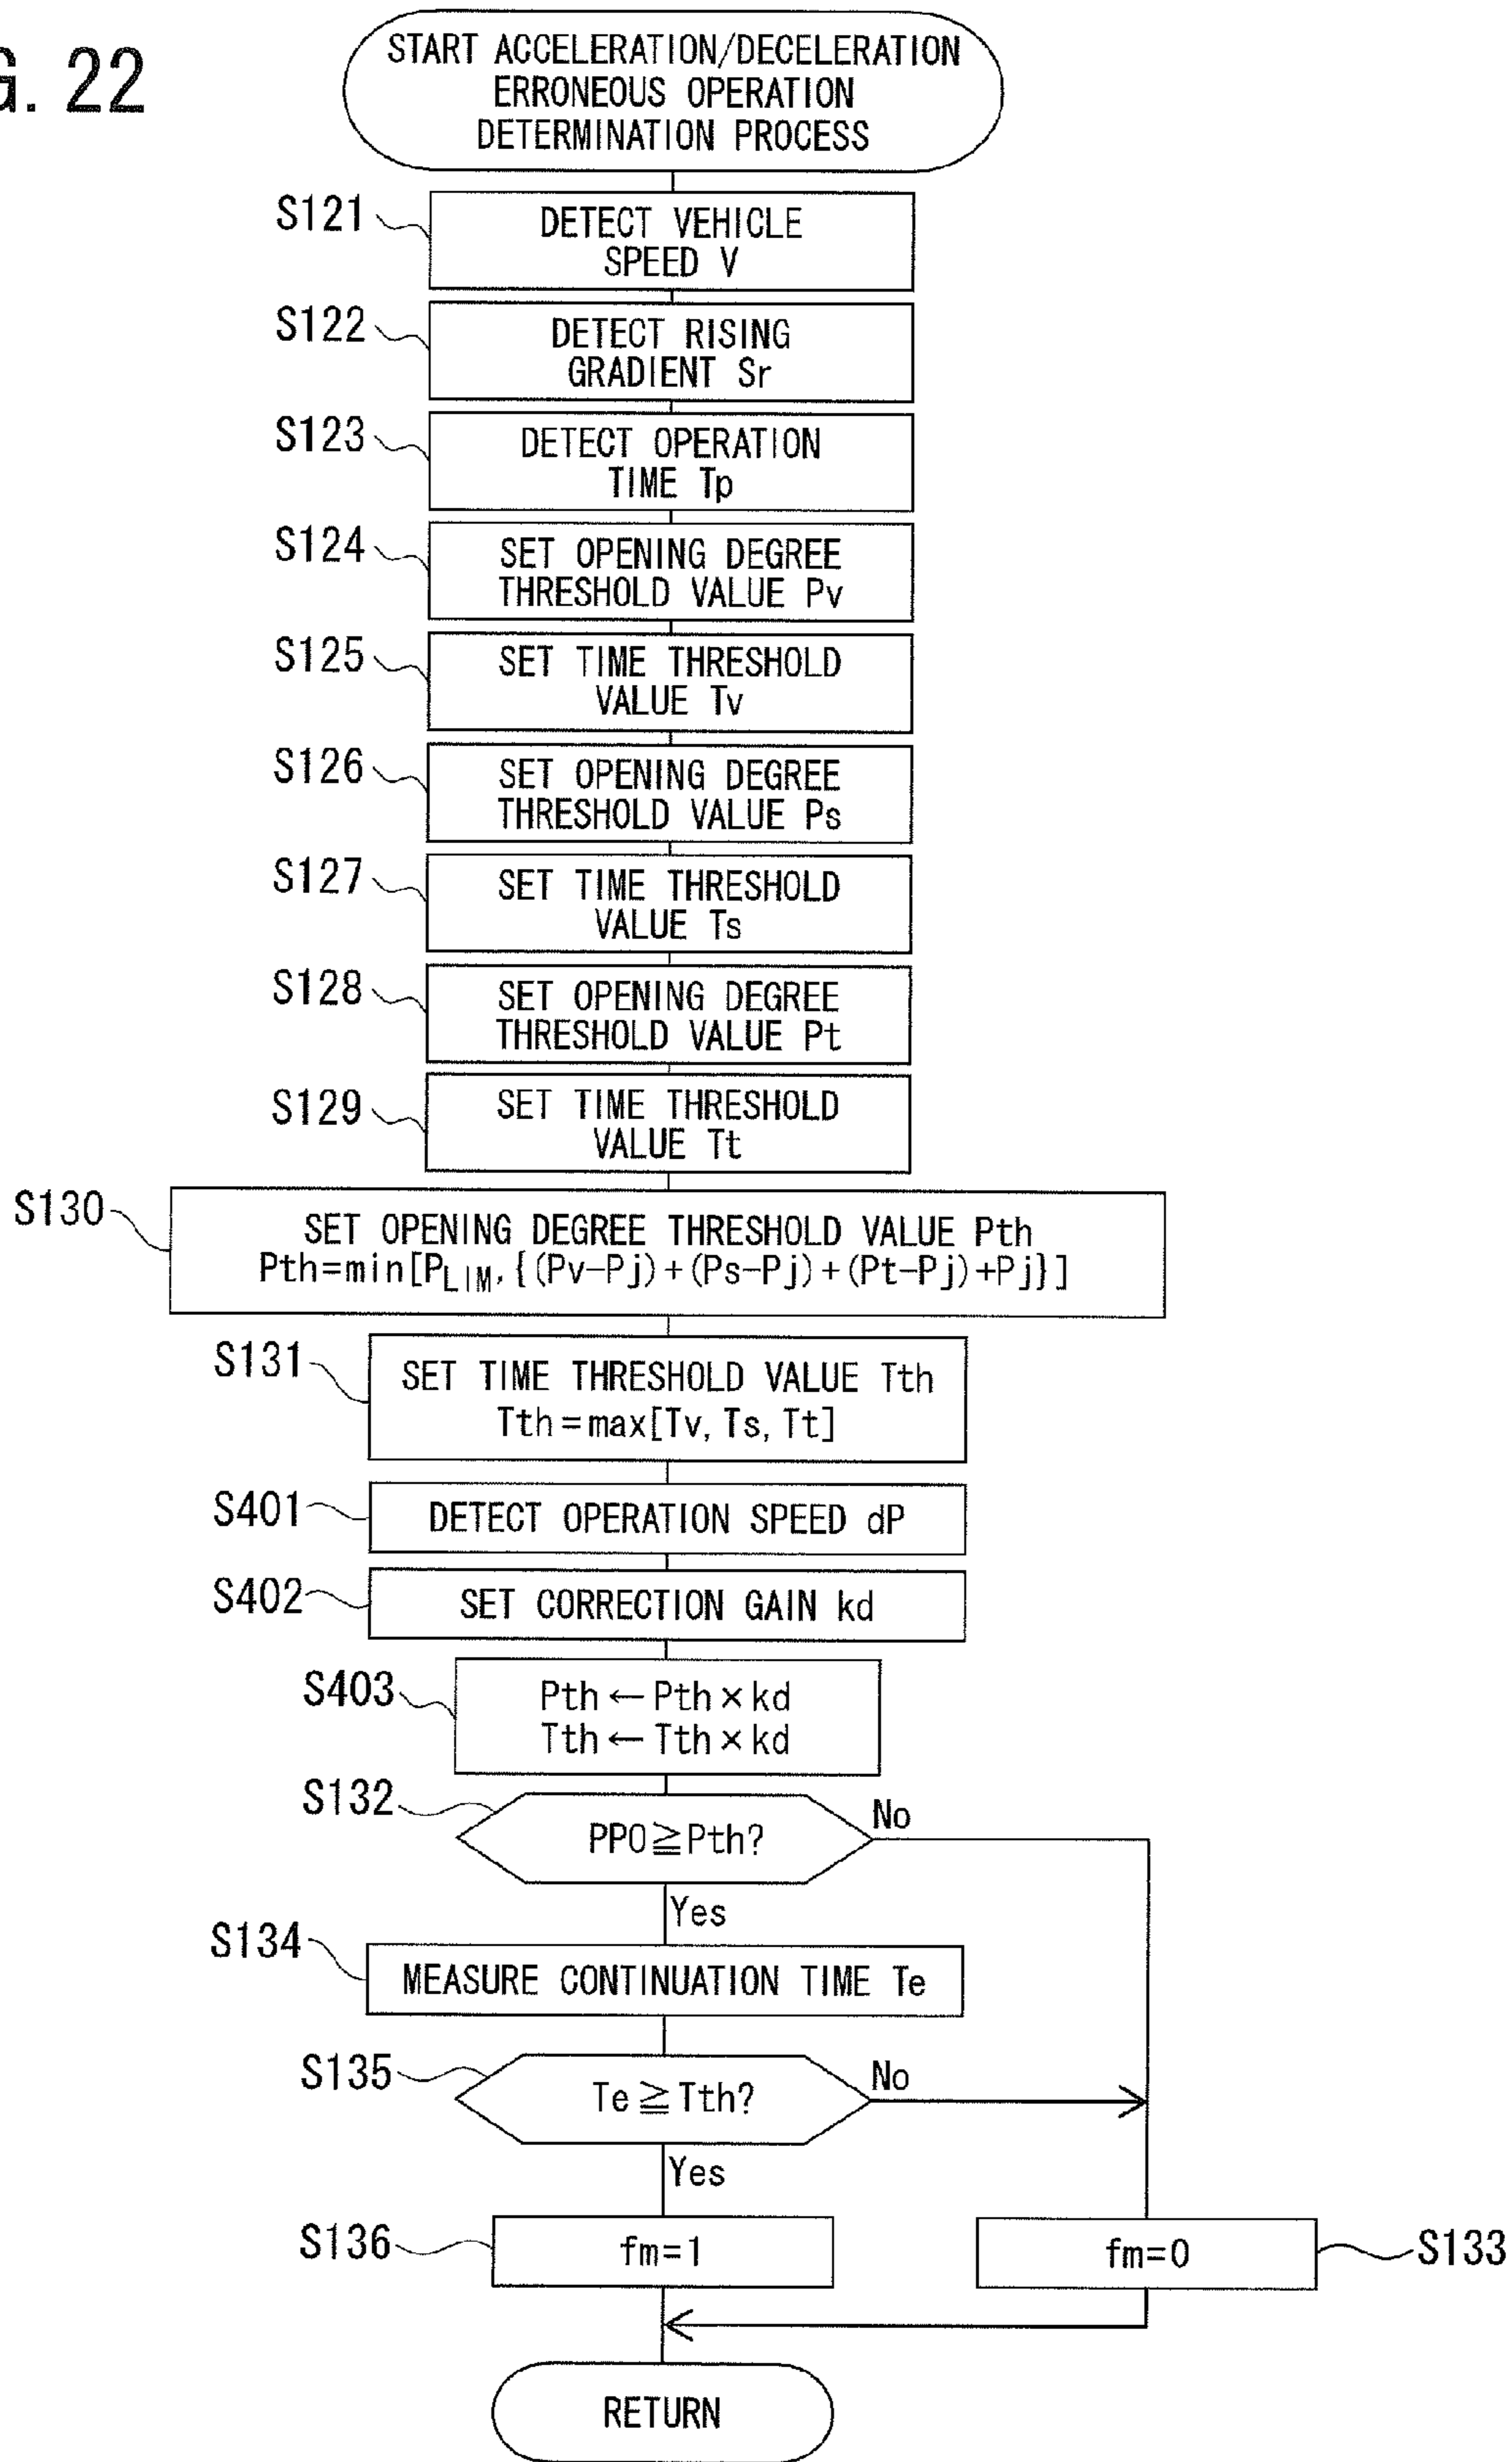 G. 22
START ACCELERATION/DECELERATION
ERRONEOUS OPERATION
DETERMINATION PROCESS
S121
DETECT VEHICLE
SPEED V
S122
DETECT RISING
GRADIENT Sr
S123
DETECT OPERATION
TIME Tp
S124
SET OPENING DEGREE
THRESHOLD VALUE Pv
S125
SET TIME THRESHOLD
VALUE Tv
S126
SET OPENING DEGREE
THRESHOLD VALUE Ps
S127
SET TIME THRESHOLD
VALUE Ts
S128
SET OPENING DEGREE
THRESHOLD VALUE Pt
S129
SET TIME THRESHOLD
VALUE Tt
S130
SET OPENING DEGREE THRESHOLD VALUE Pth
Pth=min[PLIM, {(Pv-Pj)+(Ps-Pj)+(Pt-Pj)+Pj}]
S131
SET TIME THRESHOLD VALUE Tth
Tth=max[Tv, Ts, Tt]
S401
DETECT OPERATION SPEED dP
S402
SET CORRECTION GAIN kd
S403
Pth←Pth×kd
Tth←Tth×kd
S132
PPO≧Pth?
No
Yes
S134
MEASURE CONTINUATION TIME Te
S135
Te≧Tth?
No
Yes
S136
fm=1
fm=0
S133
RETURN